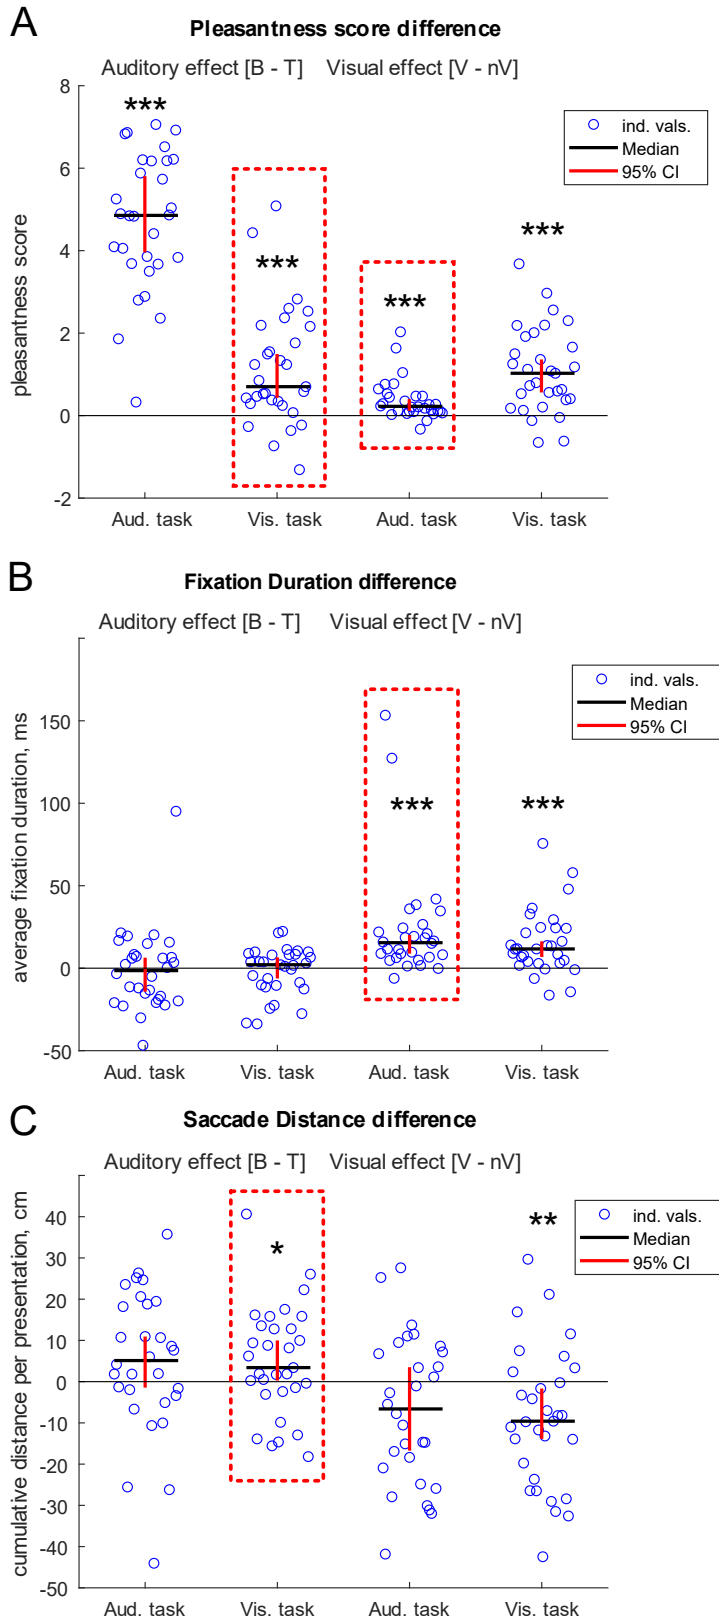 A
Pleasantness score difference
Auditory effect [B - T] Visual effect [V - nV]
8
6
4
2
0
-2
pleasantness score
***
***
***
***
ind. vals.
Median
95% CI
Aud. task Vis. task Aud. task Vis. task
B
Fixation Duration difference
Auditory effect [B - T] Visual effect [V - nV]
150
100
50
0
-50
average fixation duration, ms
***
***
ind. vals.
Median
95% CI
Aud. task Vis. task Aud. task Vis. task
C
Saccade Distance difference
Auditory effect [B - T] Visual effect [V - nV]
40
30
20
10
0
-10
-20
-30
-40
-50
cumulative distance per presentation, cm
*
**
ind. vals.
Median
95% CI
Aud. task Vis. task Aud. task Vis. task